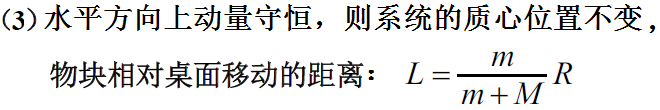 (3)水平方向上动量守恒，则系统的质心位置不变，
物块相对桌面移动的距离： L = \frac{m}{m+M} R